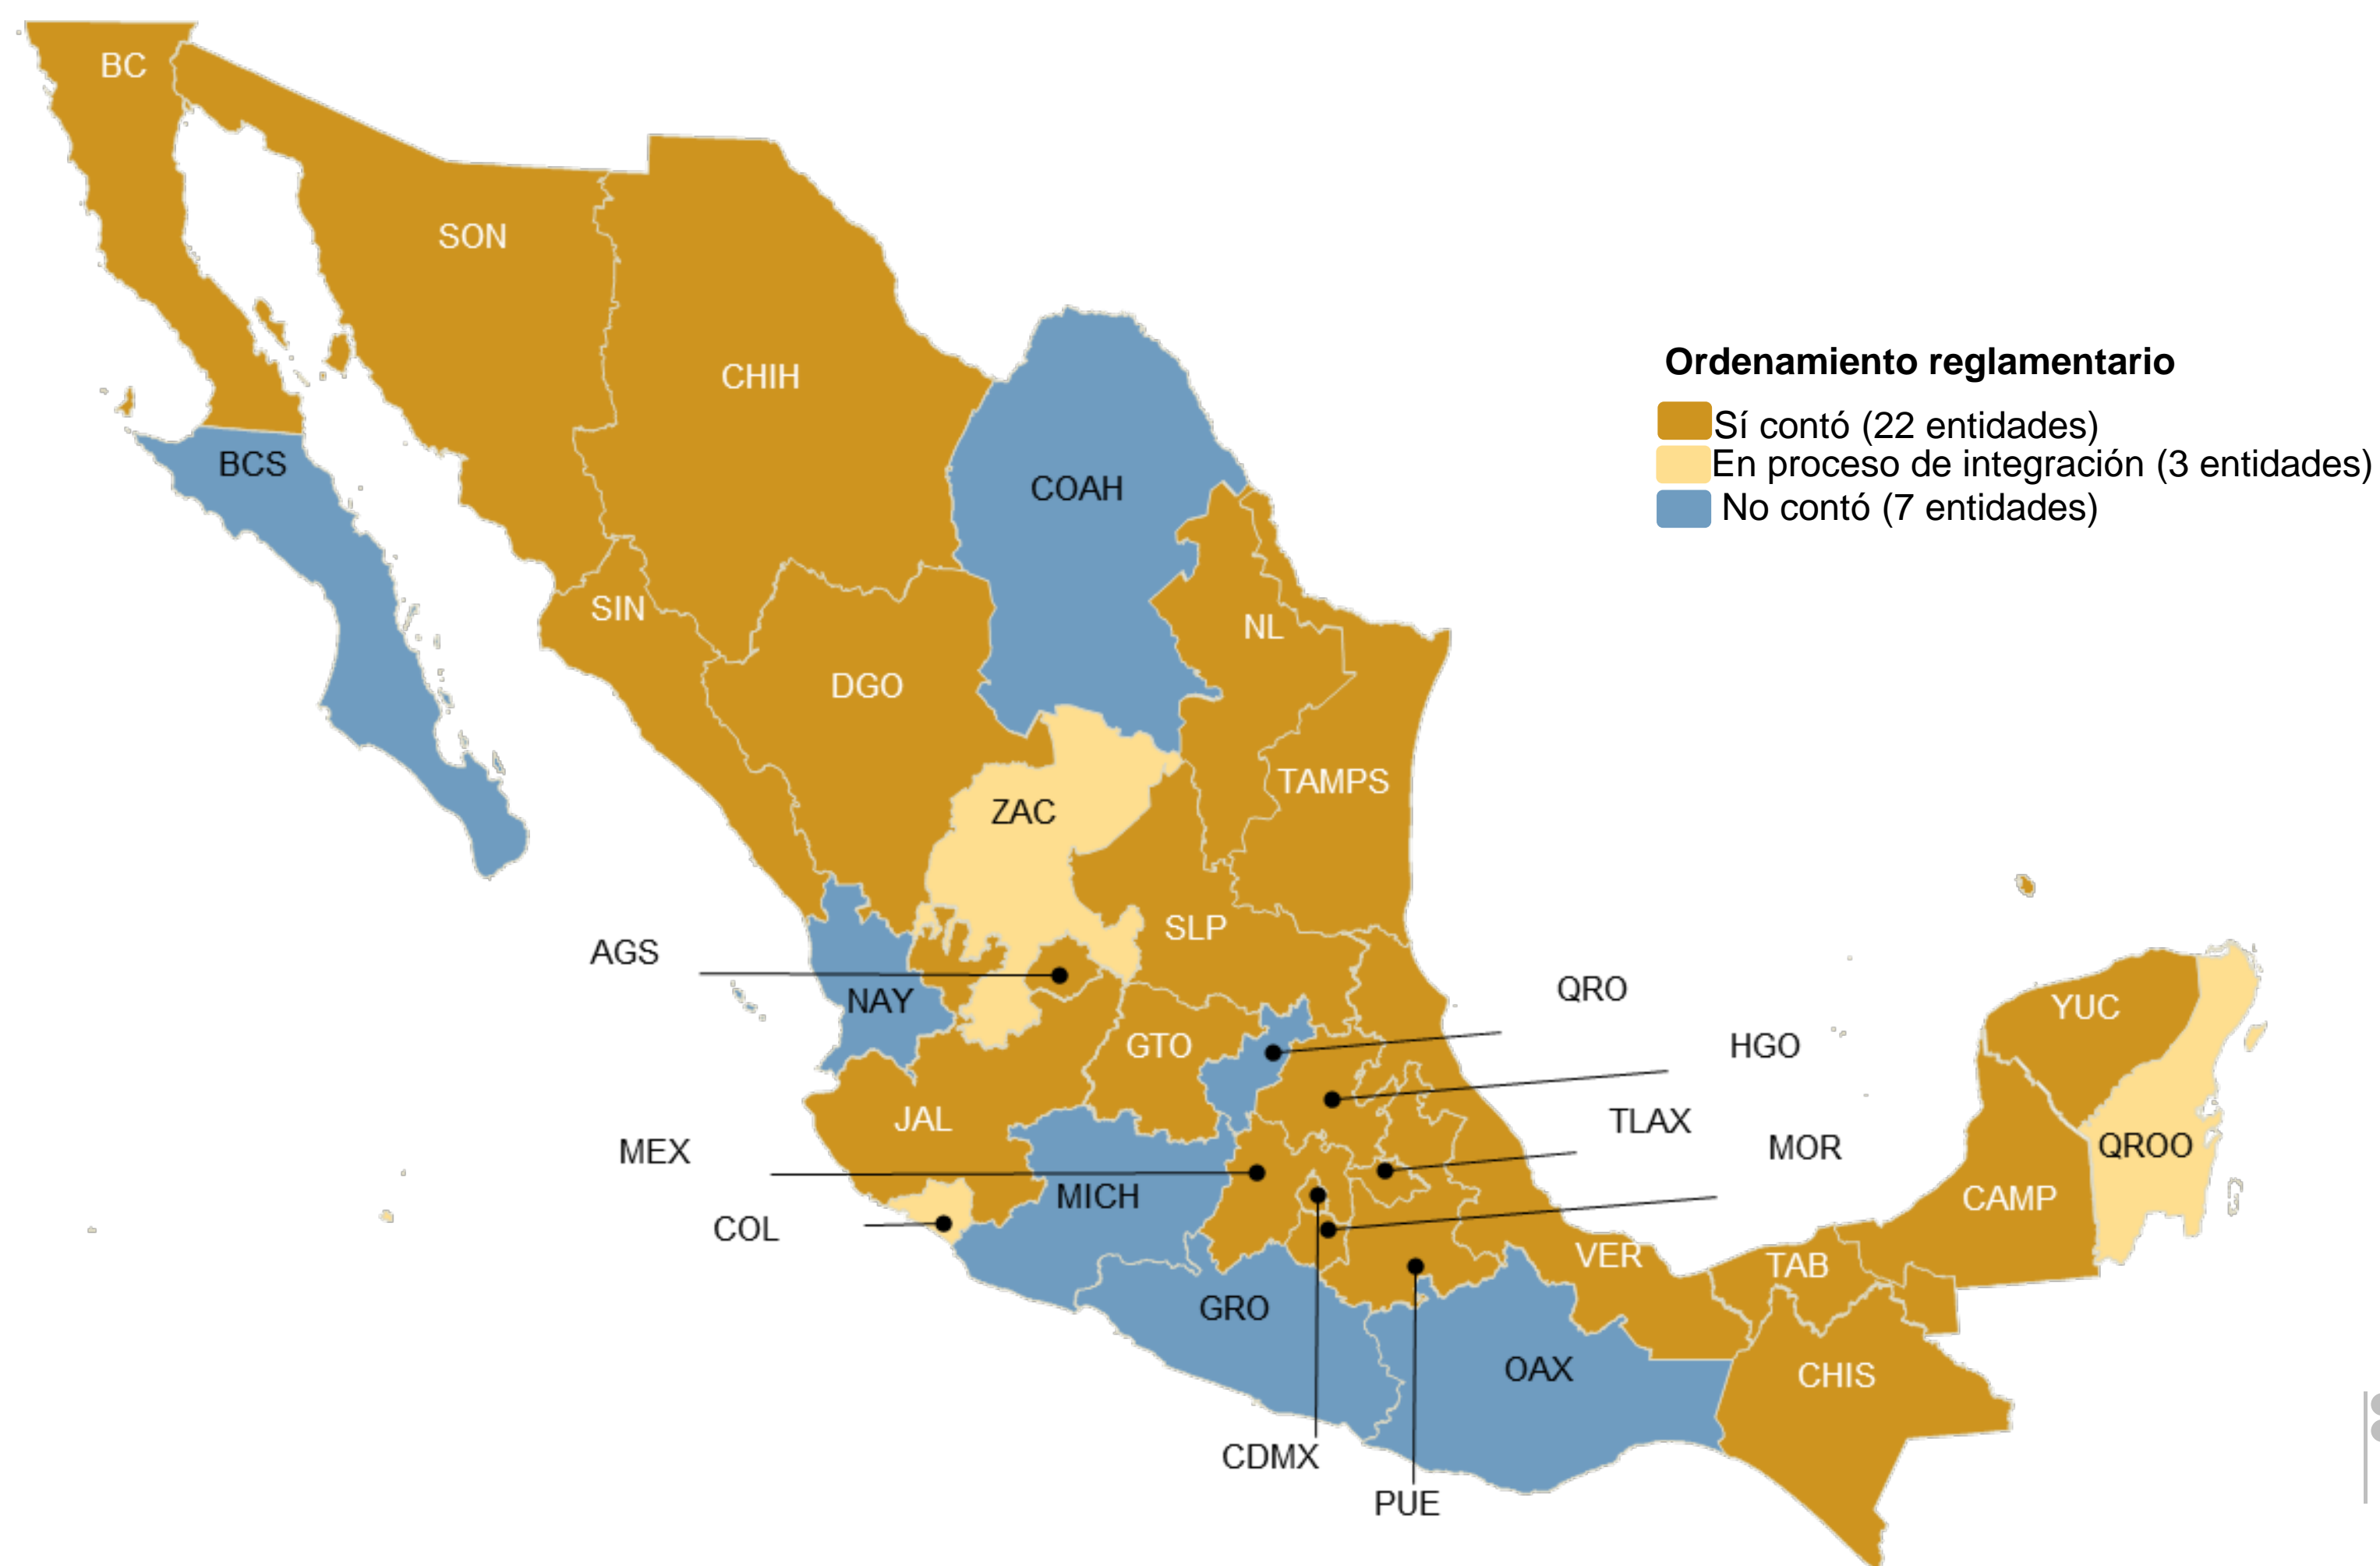 BC
SON
CHIH
Ordenamiento reglamentario
Sí contó (22 entidades)
En proceso de integración (3 entidades)
No contó (7 entidades)
BCS
COAH
SIN
NL
DGO
TAMPS
ZAC
SLP
AGS
QRO
NAY
YUC
GTO
HGO
JAL
TLAX
MEX
MOR
QROO
MICH
CAMP
COL
VER
TAB
GRO
OAX
CHIS
CDMX
PUE